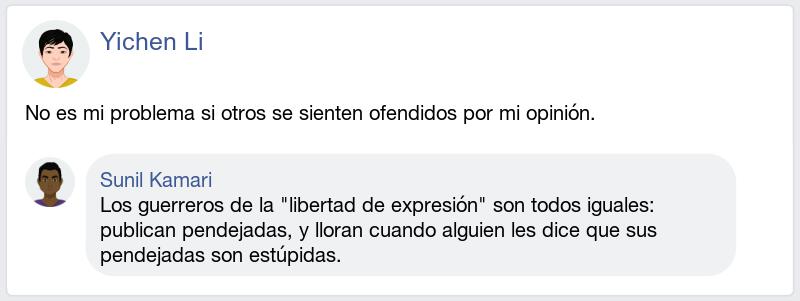 Yichen Li
No es mi problema si otros se sienten ofendidos por mi opinión.
Sunil Kamari
Los guerreros de la "libertad de expresión" son todos iguales:
publican pendejadas, y lloran cuando alguien les dice que sus
pendejadas son estúpidas.